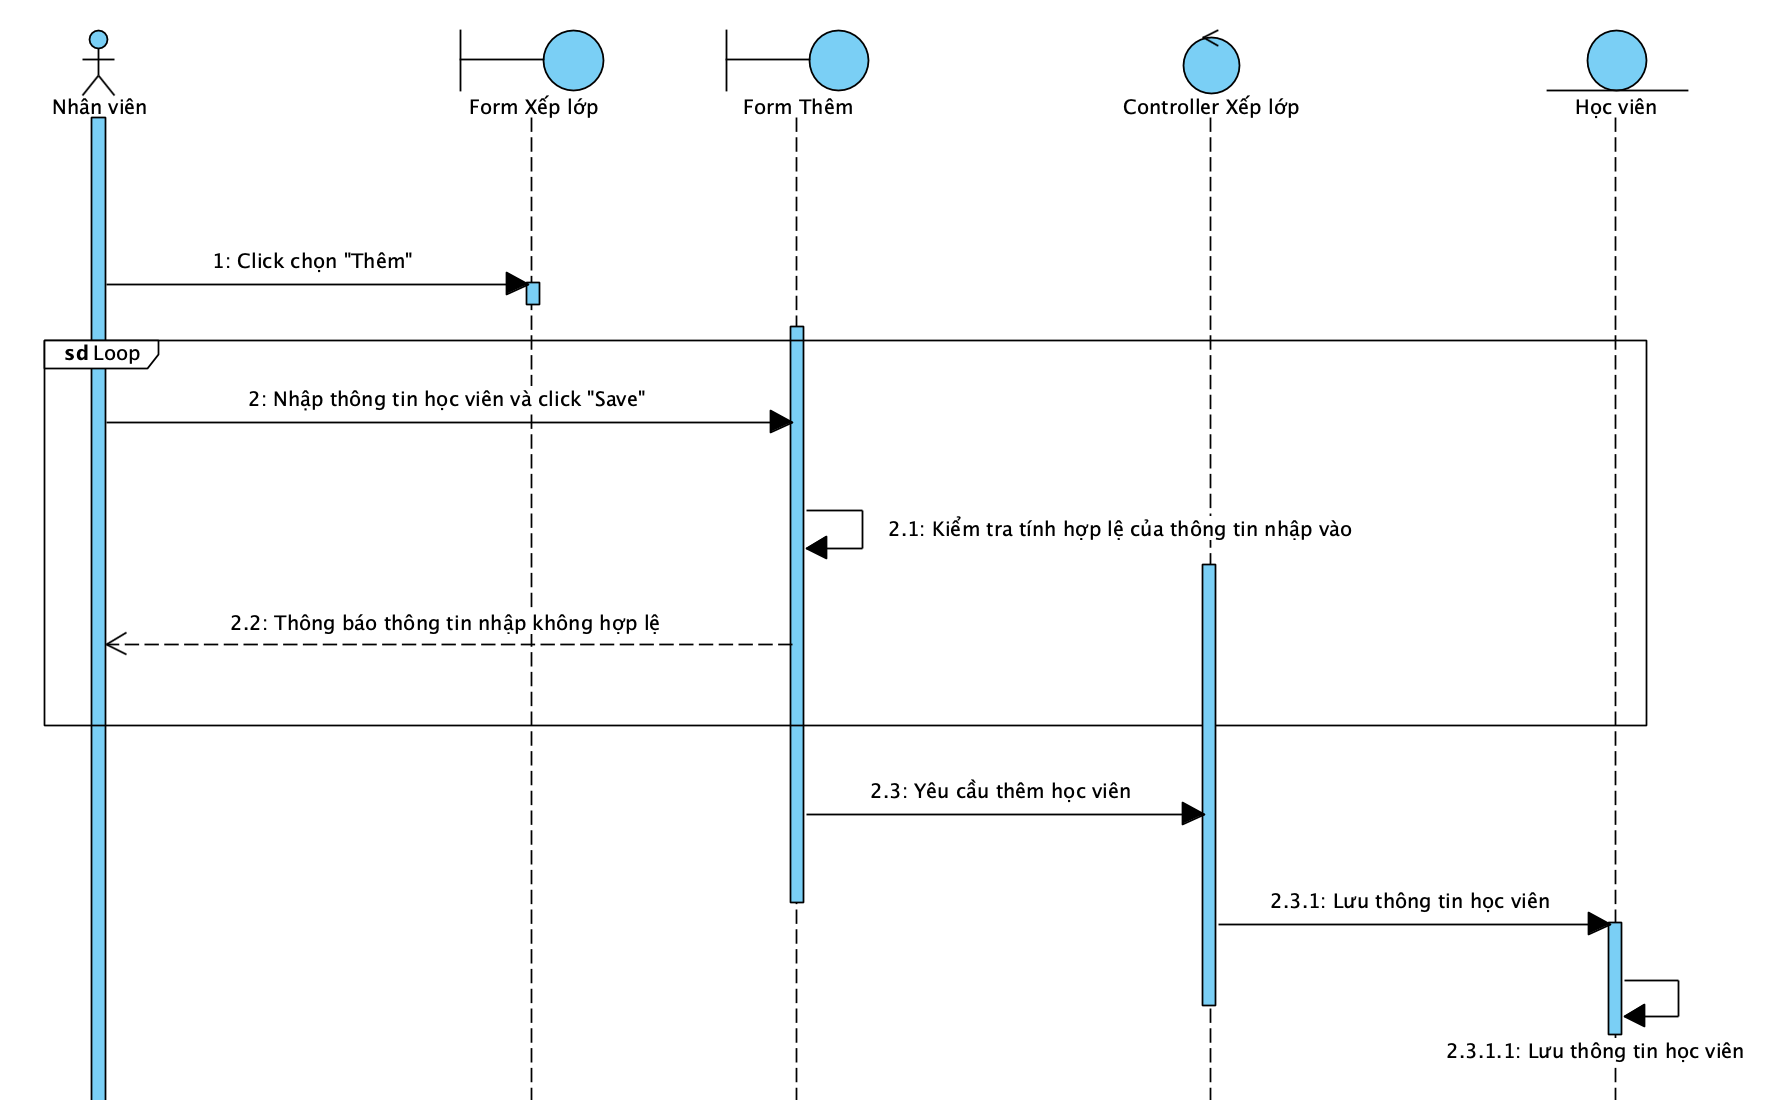 Nhân viên
Form Xếp lớp
Form Thêm
Controller Xếp lớp
Học viên
1: Click chọn "Thêm"
sd Loop
2: Nhập thông tin học viên và click "Save"
2.1: Kiểm tra tính hợp lệ của thông tin nhập vào
2.2: Thông báo thông tin nhập không hợp lệ
2.3: Yêu cầu thêm học viên
2.3.1: Lưu thông tin học viên
2.3.1.1: Lưu thông tin học viên